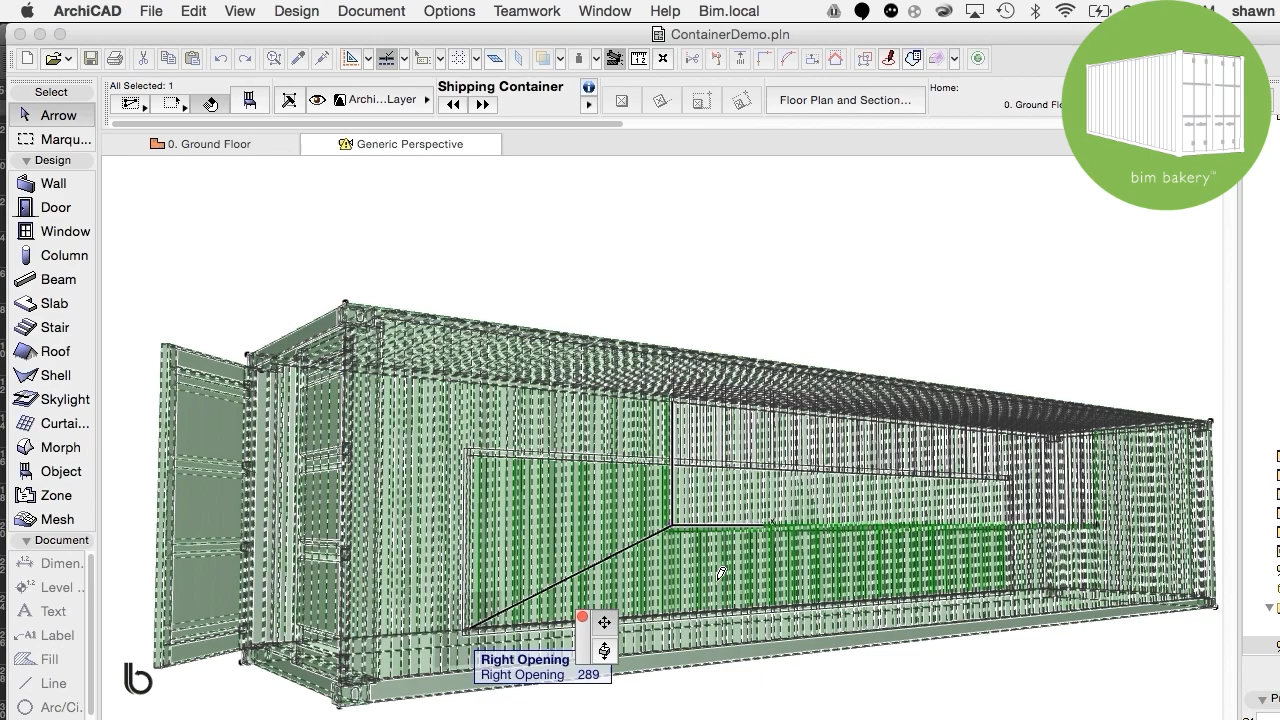 ArchiCAD File Edit View Design Document Options Teamwork Window Help Bim.local shawn
ContainerDemo.pln
Select
All Selected: 1
Shipping Container
Home:
Arrow
Archi...Layer
Floor Plan and Section...
0. Ground Flo
Marqu...
0. Ground Floor
Generic Perspective
bim bakery™
Design
Wall
Door
Window
Column
Beam
Slab
Stair
Roof
Shell
Skylight
Curtai...
Morph
Object
Zone
Mesh
Document
Dimen.
Level ..
Text
Label
Fill
Line
Arc/Ci.
Right Opening
Right Opening 289
b